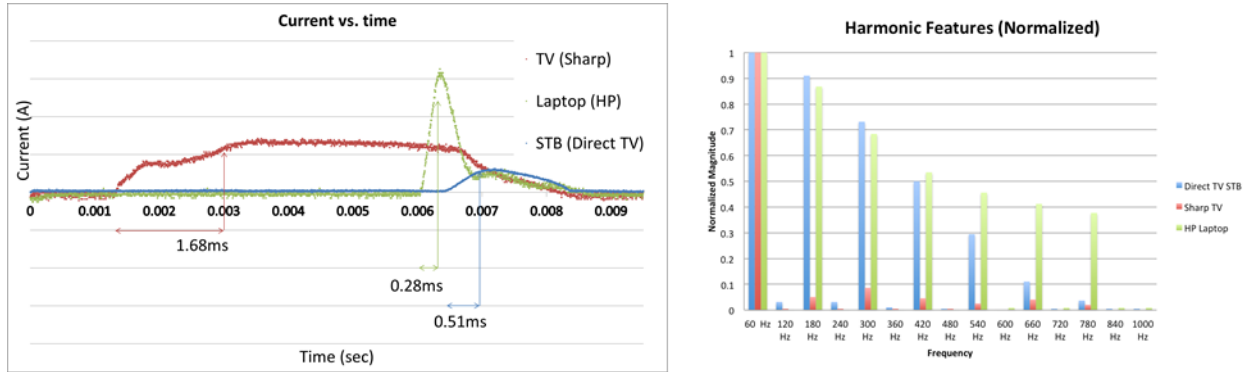 Current vs. time
TV (Sharp)
Laptop (HP)
STB (Direct TV)
Current (A)
0 0.001 0.002 0.003 0.004 0.005 0.006 0.007 0.008 0.009
1.68ms
0.28ms
0.51ms
Time (sec)
Harmonic Features (Normalized)
1
0.9
0.8
0.7
0.6
0.5
0.4
0.3
0.2
0.1
0
Normalized Magnitude
Direct TV STB
Sharp TV
HP Laptop
60 Hz 120 180 240 300 360 420 480 540 600 660 720 780 840 1000
Hz Hz Hz Hz Hz Hz Hz Hz Hz Hz Hz Hz Hz Hz
Frequency